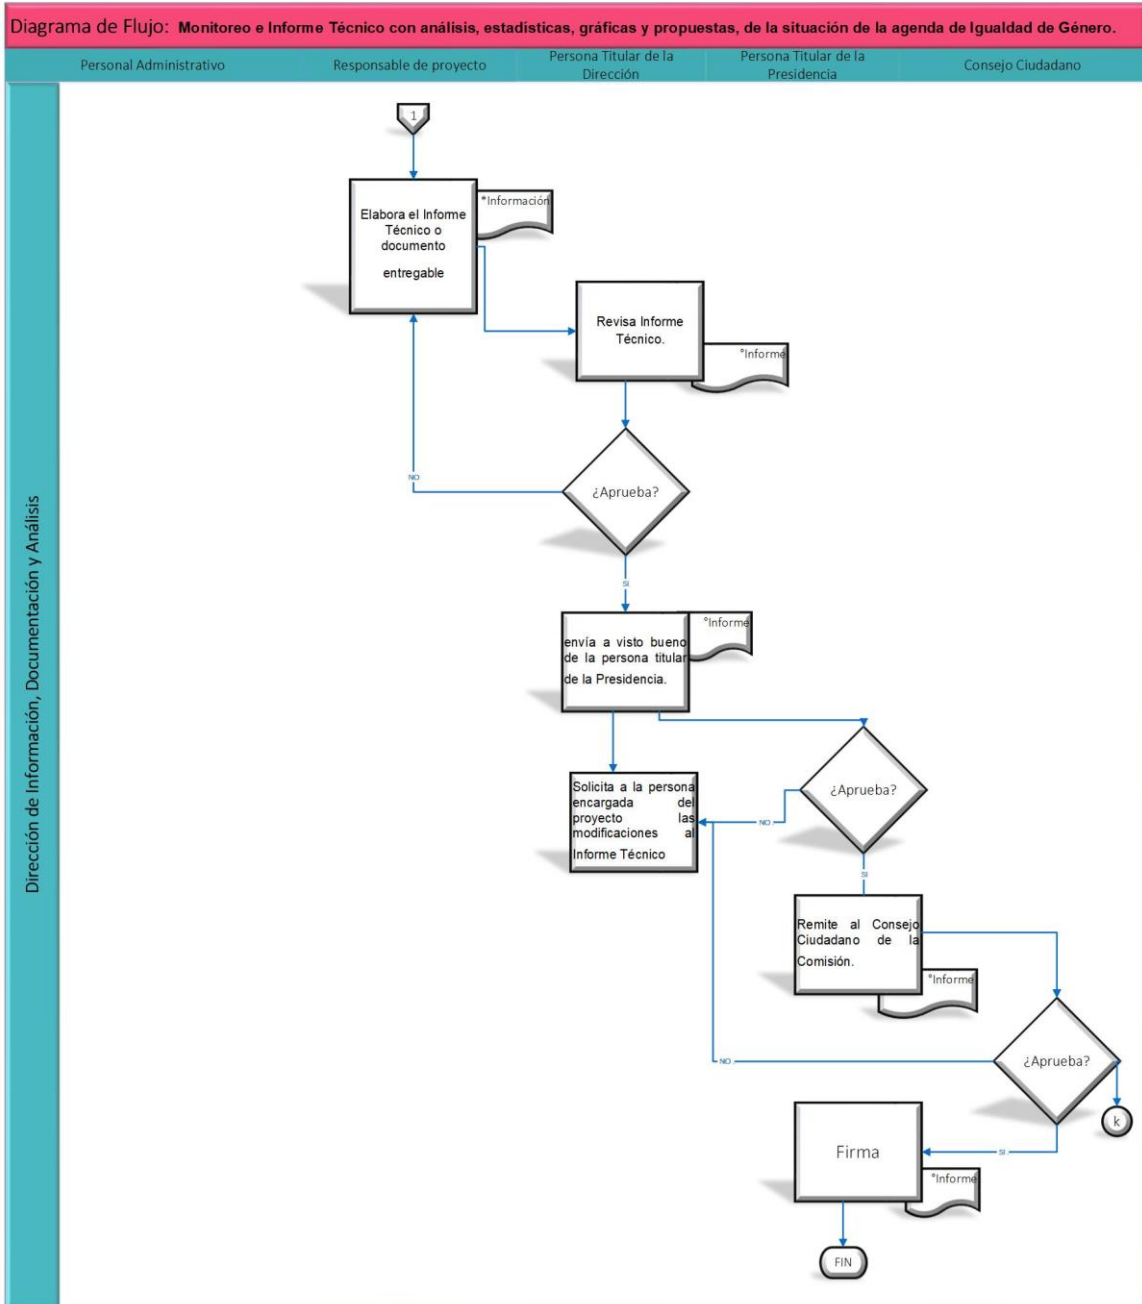 Diagrama de Flujo: Monitoreo e Informe Técnico con análisis, estadísticas, gráficas y propuestas, de la situación de la agenda de Igualdad de Género.
Personal Administrativo
Responsable de proyecto
Persona Titular de la
Dirección
Persona Titular de la
Presidencia
Consejo Ciudadano
Dirección de Información, Documentación y Análisis
1
Elabora el Informe
Técnico o
documento
entregable
*Información
Revisa Informe
Técnico.
°Informe
¿Aprueba?
NO
SI
envía a visto bueno
de la persona titular
de la Presidencia.
°Informe
Solicita a la persona
encargada del
proyecto las
modificaciones al
Informe Técnico
¿Aprueba?
NO
SI
Remite al Consejo
Ciudadano de la
Comisión.
°Informe
¿Aprueba?
NO
k
SI
Firma
°Informe
FIN